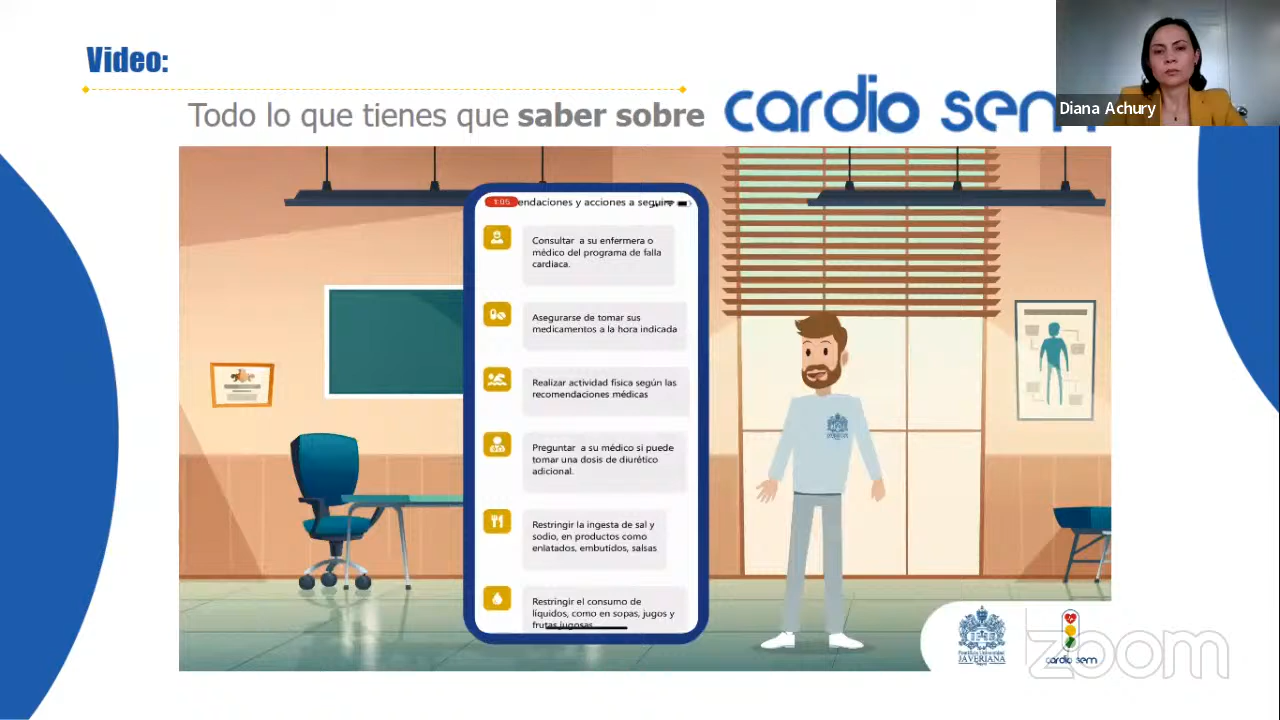 Video:
Todo lo que tienes que saber sobre
cardio sem
Diana Achury
1:05
endaciones y acciones a seguir
Consultar a su enfermera o
médico del programa de falla
cardiaca.
Asegurarse de tomar sus
medicamentos a la hora indicada
Realizar actividad física según las
recomendaciones médicas
Preguntar a su médico si puede
tomar una dosis de diurético
adicional.
Restringir la ingesta de sal y
sodio, en productos como
enlatados, embutidos, salsas
Restringir el consumo de
líquidos, como en sopas, jugos y
frutas jugosas
Pontificia Universidad
JAVERIANA
cardio sem
zoom